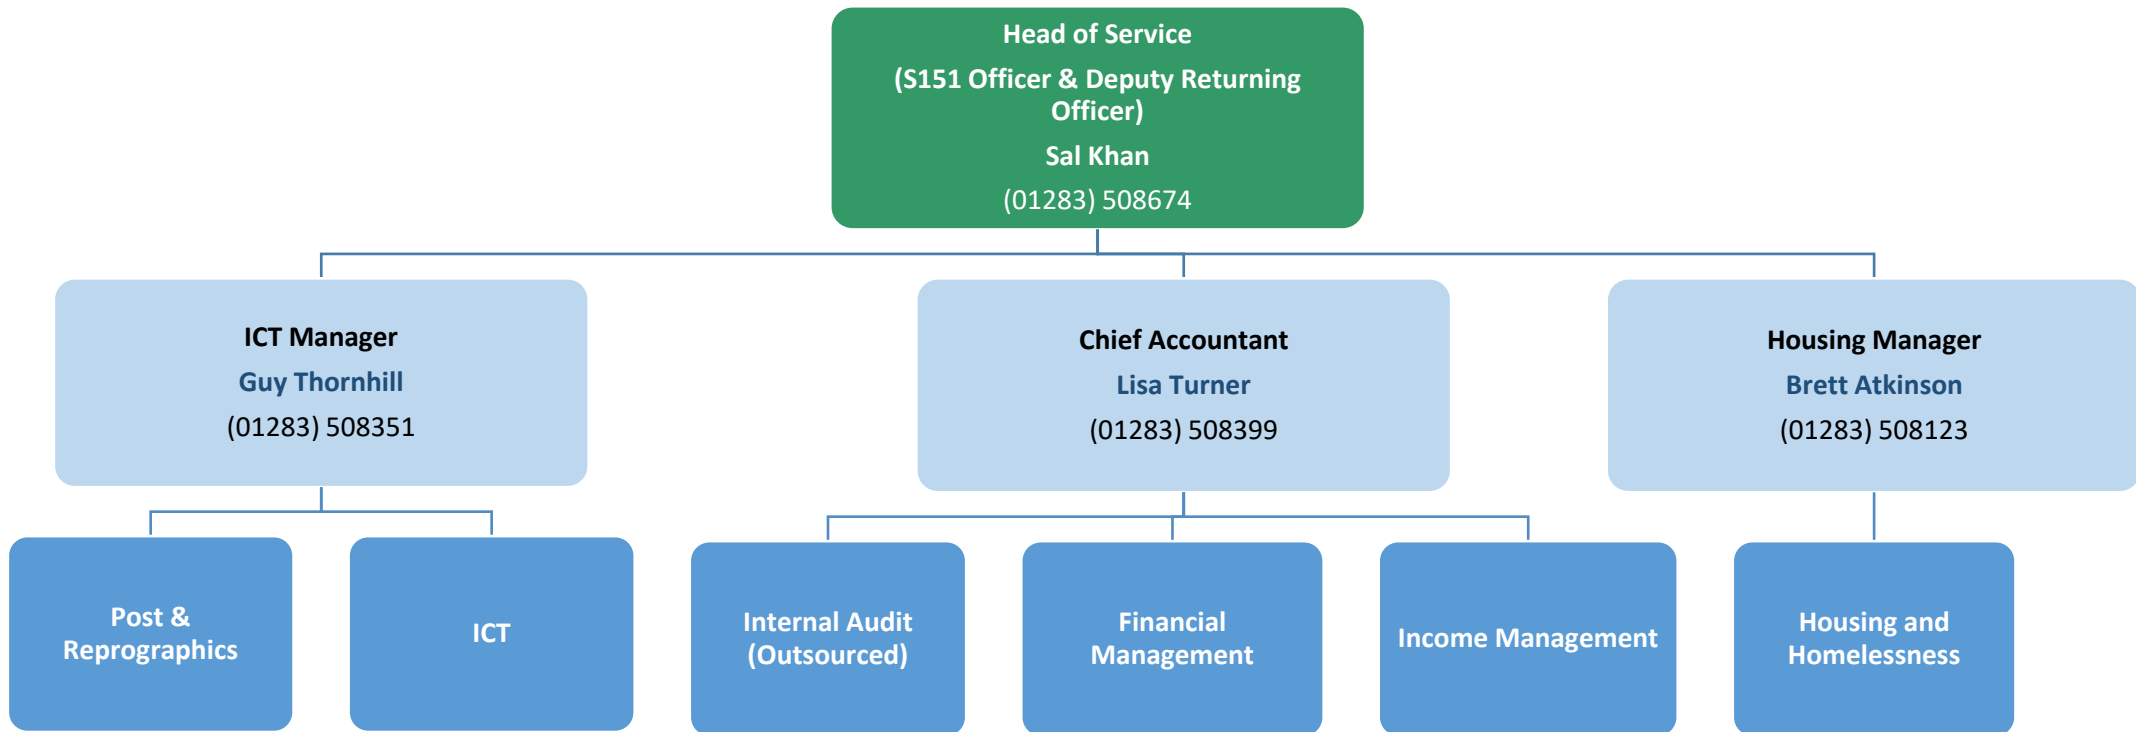 Head of Service
(S151 Officer & Deputy Returning
Officer)
Sal Khan
(01283) 508674
ICT Manager
Guy Thornhill
(01283) 508351
Chief Accountant
Lisa Turner
(01283) 508399
Housing Manager
Brett Atkinson
(01283) 508123
Post &
Reprographics
ICT
Internal Audit
(Outsourced)
Financial
Management
Income Management
Housing and
Homelessness